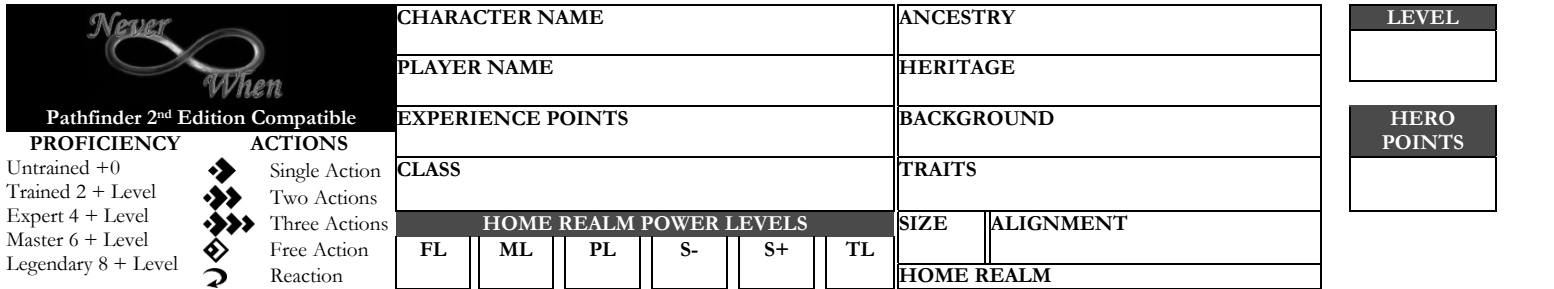 Never
When
Pathfinder 2nd Edition Compatible
PROFICIENCY
Untrained +0
Trained 2 + Level
Expert 4 + Level
Master 6 + Level
Legendary 8 + Level
ACTIONS
Single Action
Two Actions
Three Actions
Free Action
Reaction
CHARACTER NAME
PLAYER NAME
EXPERIENCE POINTS
CLASS
HOME REALM POWER LEVELS
FL ML PL S- S+ TL
ANCESTRY
HERITAGE
BACKGROUND
TRAITS
SIZE ALIGNMENT
HOME REALM
LEVEL
HERO
POINTS